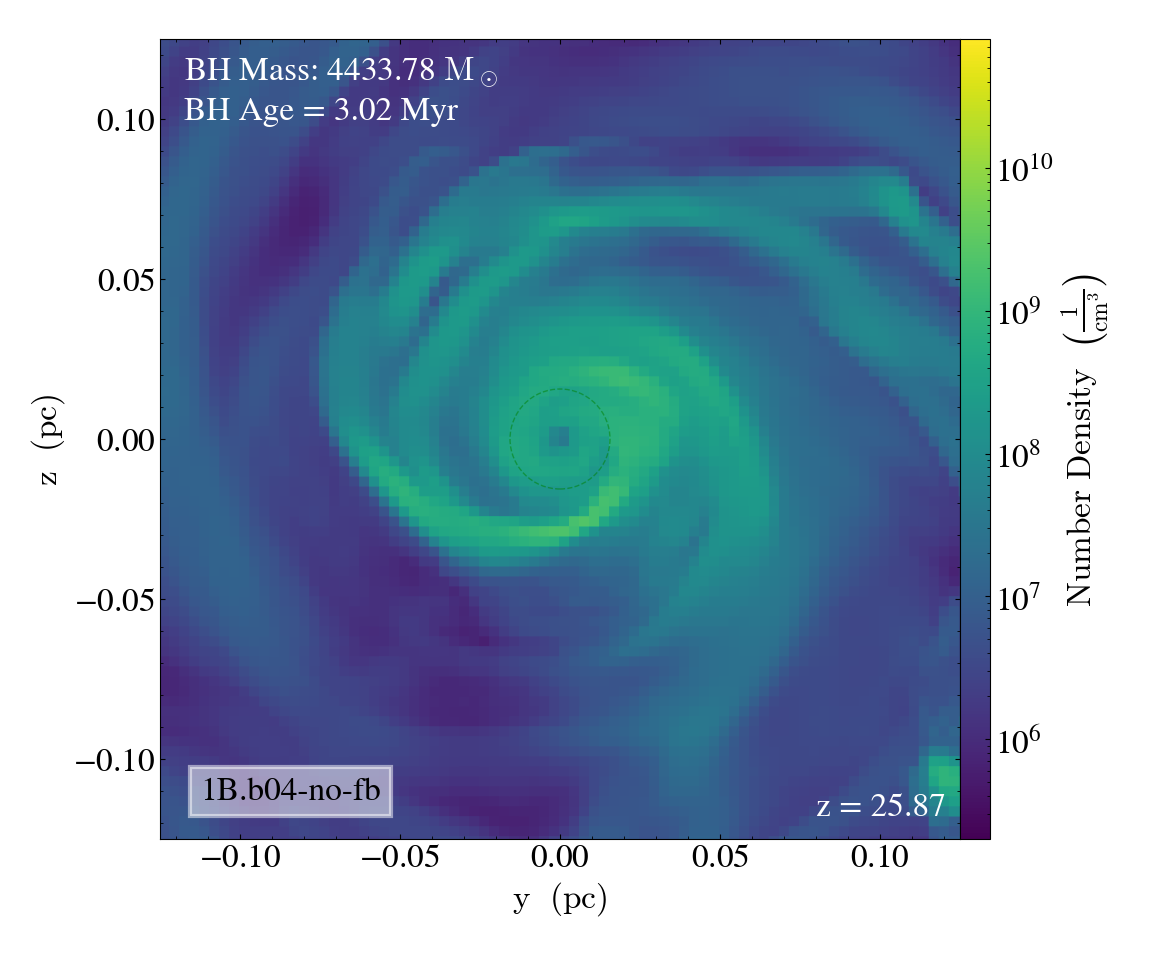 BH Mass: 4433.78 M⊙
BH Age = 3.02 Myr
0.10
0.05
0.00
−0.05
−0.10
z (pc)
1B.b04-no-fb
z = 25.87
−0.10 −0.05 0.00 0.05 0.10
y (pc)
10^10
10^9
10^8
10^7
10^6
Number Density (1/cm^3)